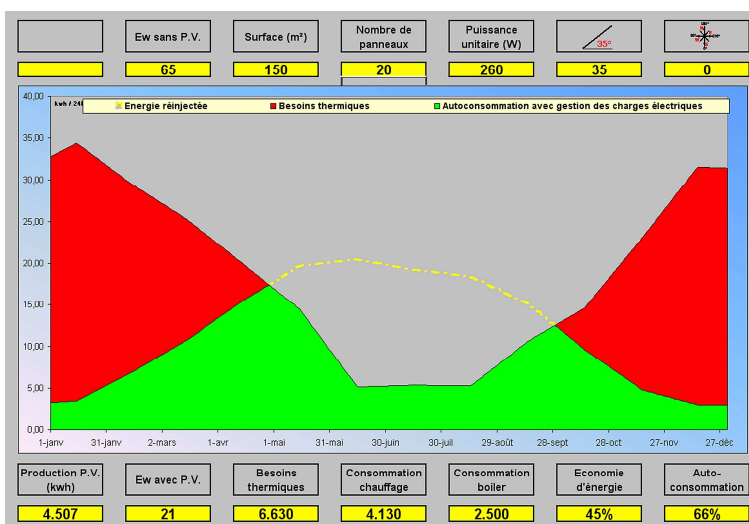 Ew sans P.V.
Surface (m²)
Nombre de
panneaux
Puissance
unitaire (W)
35°
65
150
20
260
35
0
40,00
Energie réinjectée
Besoins thermiques
Autoconsommation avec gestion des charges électriques
35,00
30,00
25,00
20,00
15,00
10,00
5,00
0,00
1-janv
31-janv
2-mars
1-avr
1-mai
31-mai
30-juin
30-juil
29-août
28-sept
28-oct
27-nov
27-déc
Production P.V.
(kwh)
Ew avec P.V.
Besoins
thermiques
Consommation
chauffage
Consommation
boiler
Economie
d'énergie
Auto-
consommation
4.507
21
6.630
4.130
2.500
45%
66%